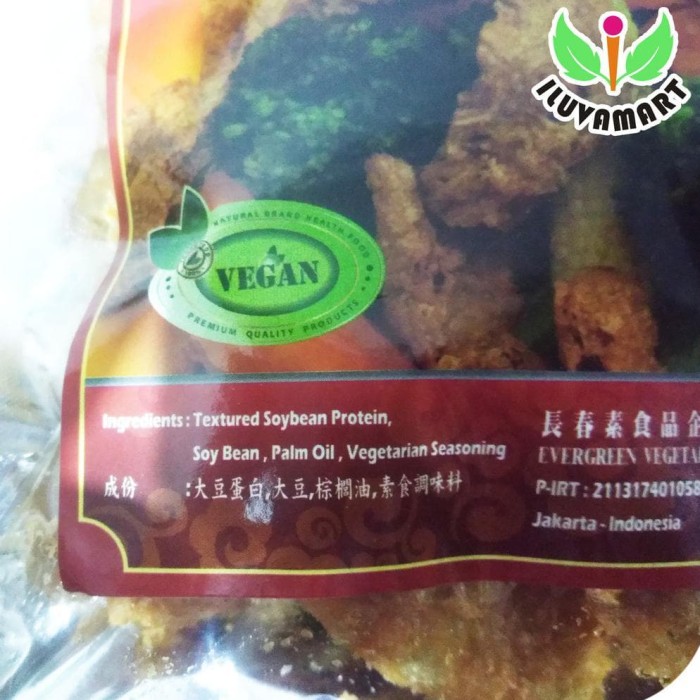 ILUVAMART
NATURAL BRAND HEALTH FOOD
VEGAN
PREMIUM QUALITY PRODUCTS
Ingredients : Textured Soybean Protein,
Soy Bean , Palm Oil , Vegetarian Seasoning
成份 :大豆蛋白,大豆,棕櫚油,素食調味料
長春素食品企
EVERGREEN VEGETA
P-IRT : 211317401058
Jakarta - Indonesia